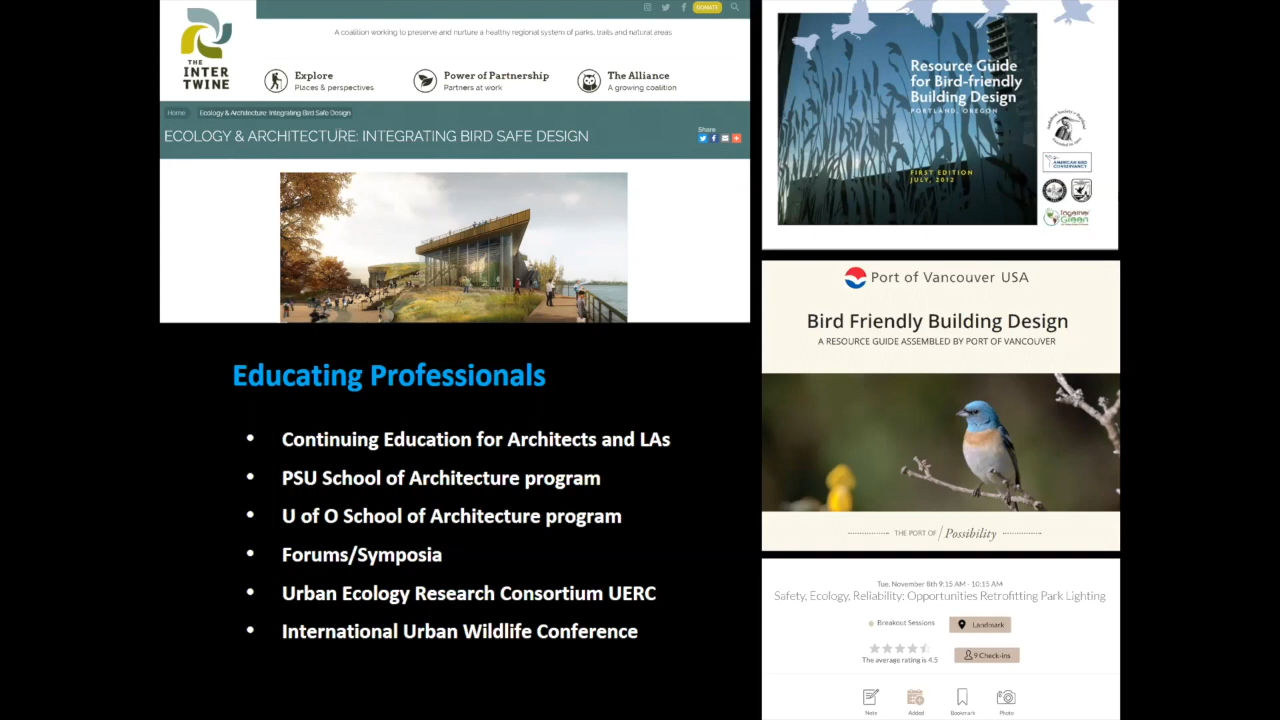 THE
INTER
TWINE
DONATE
A coalition working to preserve and nurture a healthy regional system of parks, trails and natural areas
Explore
Places & perspectives
Power of Partnership
Partners at work
The Alliance
A growing coalition
Home
Ecology & Architecture: Integrating Bird Safe Design
ECOLOGY & ARCHITECTURE: INTEGRATING BIRD SAFE DESIGN
Share
Resource Guide
for Bird-friendly
Building Design
PORTLAND, OREGON
FIRST EDITION
JULY, 2012
AMERICAN BIRD
CONSERVANCY
Together
Green
Port of Vancouver USA
Bird Friendly Building Design
A RESOURCE GUIDE ASSEMBLED BY PORT OF VANCOUVER
THE PORT OF / Possibility
Educating Professionals
• Continuing Education for Architects and LAs
• PSU School of Architecture program
• U of O School of Architecture program
• Forums/Symposia
• Urban Ecology Research Consortium UERC
• International Urban Wildlife Conference
Tue, November 8th 9:15 AM - 10:15 AM
Safety, Ecology, Reliability: Opportunities Retrofitting Park Lighting
Breakout Sessions
Landmark
The average rating is 4.5
9 Check-ins
Note
Added
Bookmark
Photo